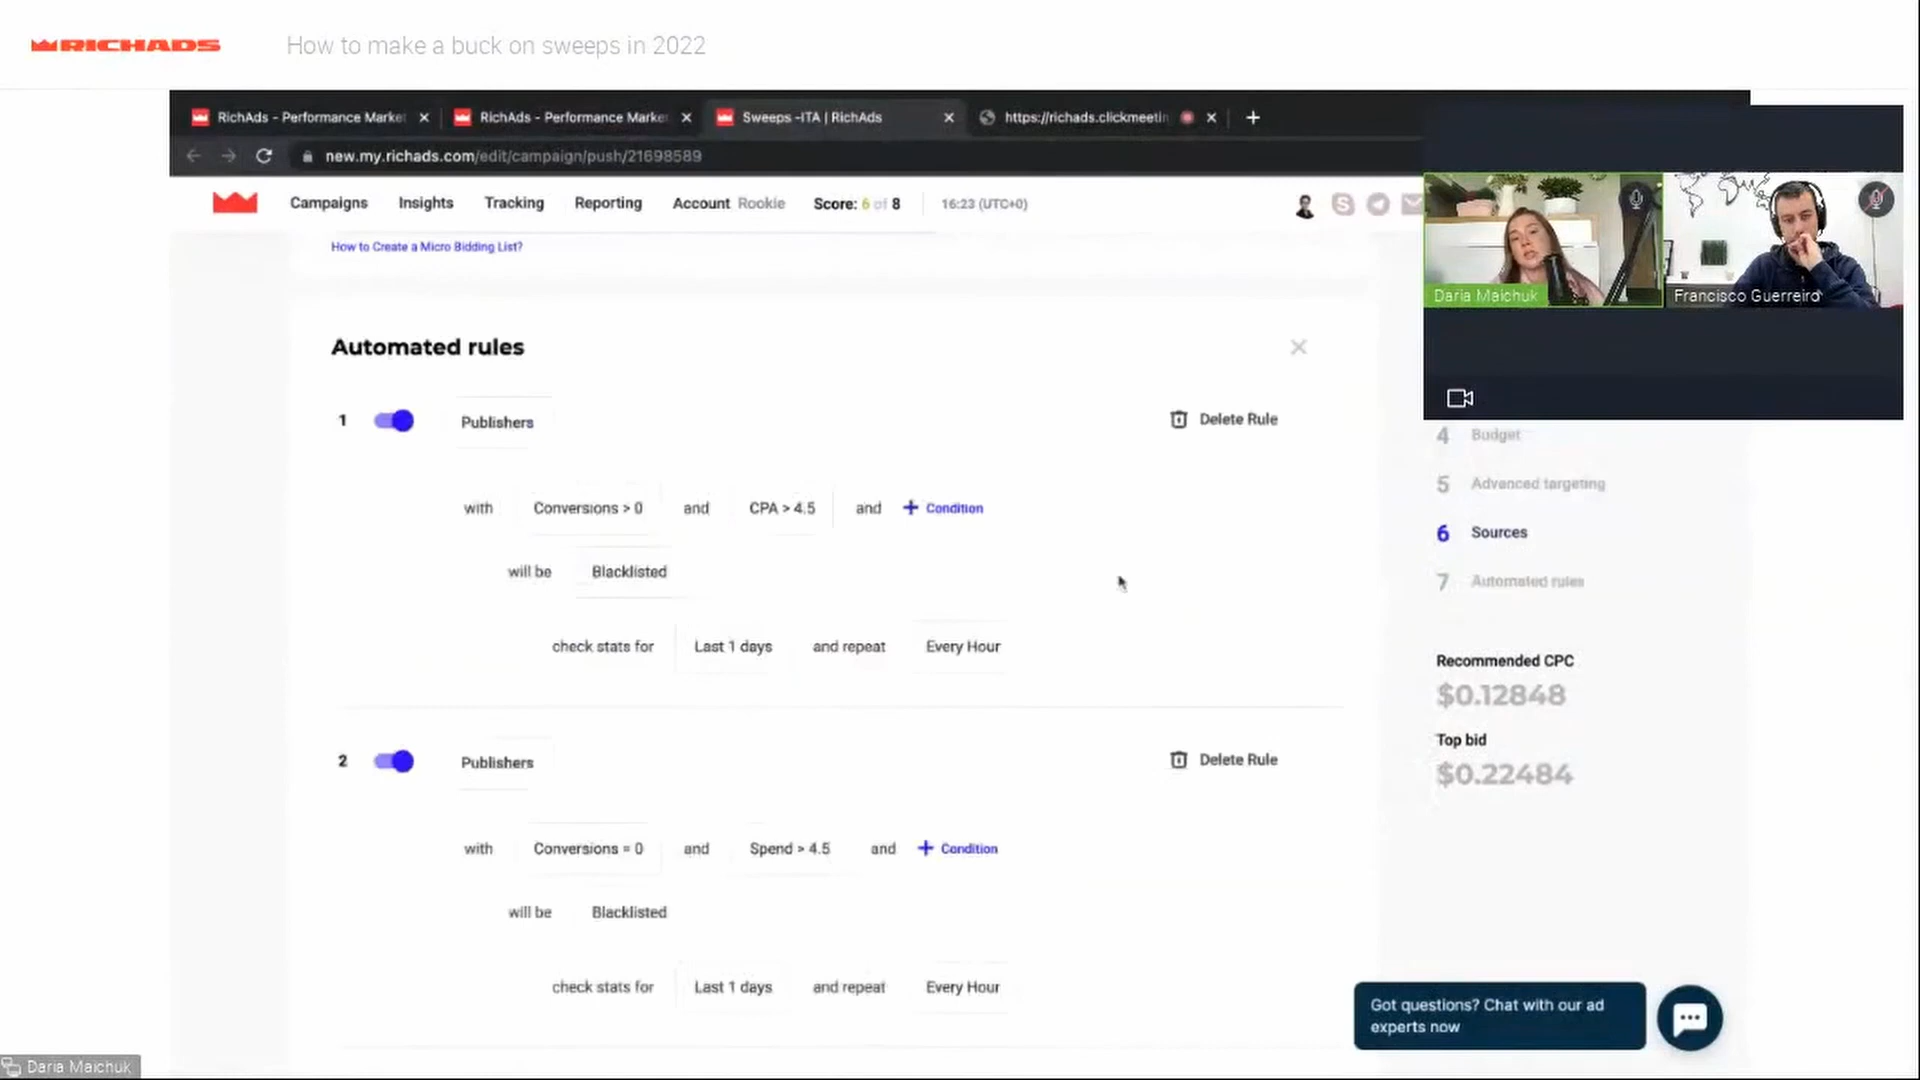 RICHADS
How to make a buck on sweeps in 2022
RichAds - Performance Market
RichAds - Performance Market
Sweeps -ITA | RichAds
https://richads.clickmeetin
new.my.richads.com/edit/campaign/push/21698589
Campaigns Insights Tracking Reporting Account Rookie Score: 6 of 8 16:23 (UTC+0)
How to Create a Micro Bidding List?
Daria Maichuk
Francisco Guerreiro
Automated rules
1 Publishers Delete Rule
with Conversions > 0 and CPA > 4.5 and + Condition
will be Blacklisted
check stats for Last 1 days and repeat Every Hour
2 Publishers Delete Rule
with Conversions = 0 and Spend > 4.5 and + Condition
will be Blacklisted
check stats for Last 1 days and repeat Every Hour
4 Budget
5 Advanced targeting
6 Sources
7 Automated rules
Recommended CPC
$0.12848
Top bid
$0.22484
Got questions? Chat with our ad
experts now
Daria Maichuk